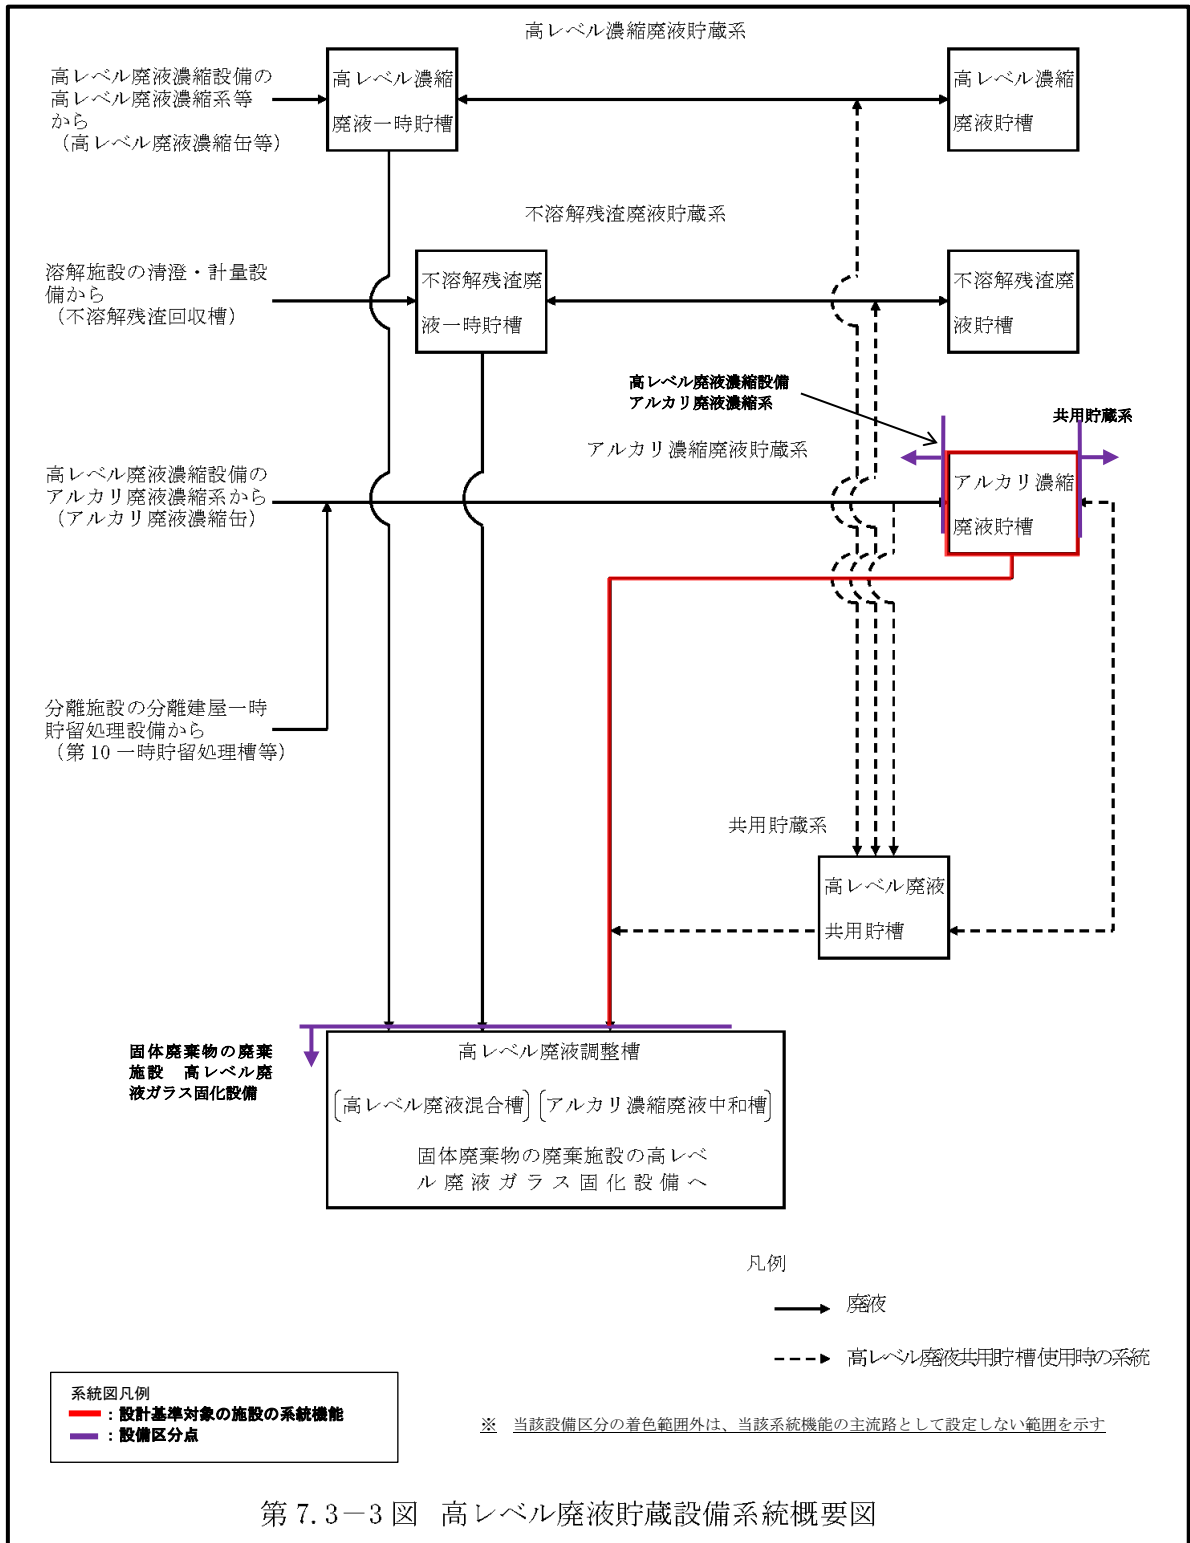 高レベル濃縮廃液貯蔵系
高レベル廃液濃縮設備の
高レベル廃液濃縮系等
から
（高レベル廃液濃縮缶等）
高レベル濃縮
廃液一時貯槽
高レベル濃縮
廃液貯槽
不溶解残渣廃液貯蔵系
溶解施設の清澄・計量設
備から
（不溶解残渣回収槽）
不溶解残渣廃
液一時貯槽
不溶解残渣廃
液貯槽
高レベル廃液濃縮設備
アルカリ廃液濃縮系
共用貯蔵系
アルカリ濃縮廃液貯蔵系
高レベル廃液濃縮設備の
アルカリ廃液濃縮系から
（アルカリ廃液濃縮缶）
アルカリ濃縮
廃液貯槽
分離施設の分離建屋一時
貯留処理設備から
（第10一時貯留処理槽等）
共用貯蔵系
高レベル廃液
共用貯槽
固体廃棄物の廃棄
施設　高レベル廃
液ガラス固化設備
高レベル廃液調整槽
〔高レベル廃液混合槽〕〔アルカリ濃縮廃液中和槽〕
固体廃棄物の廃棄施設の高レベ
ル廃液ガラス固化設備へ
凡例
廃液
高レベル廃液共用貯槽使用時の系統
系統図凡例
：設計基準対象の施設の系統機能
：設備区分点
※　当該設備区分の着色範囲外は、当該系統機能の主流路として設定しない範囲を示す
第7.3－3図　高レベル廃液貯蔵設備系統概要図